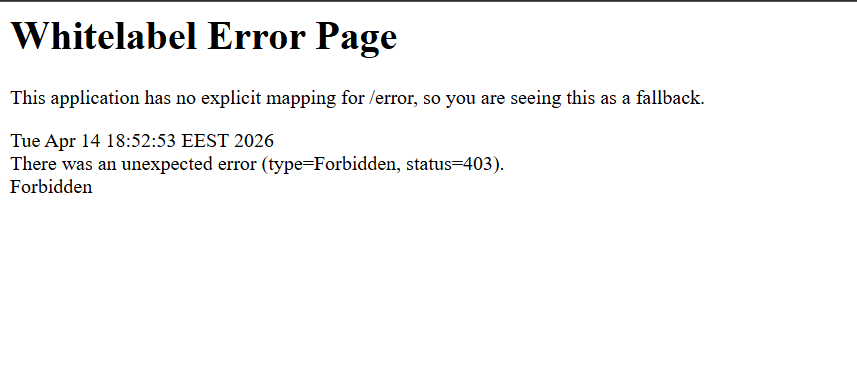 Whitelabel Error Page
This application has no explicit mapping for /error, so you are seeing this as a fallback.
Tue Apr 14 18:52:53 EEST 2026
There was an unexpected error (type=Forbidden, status=403).
Forbidden